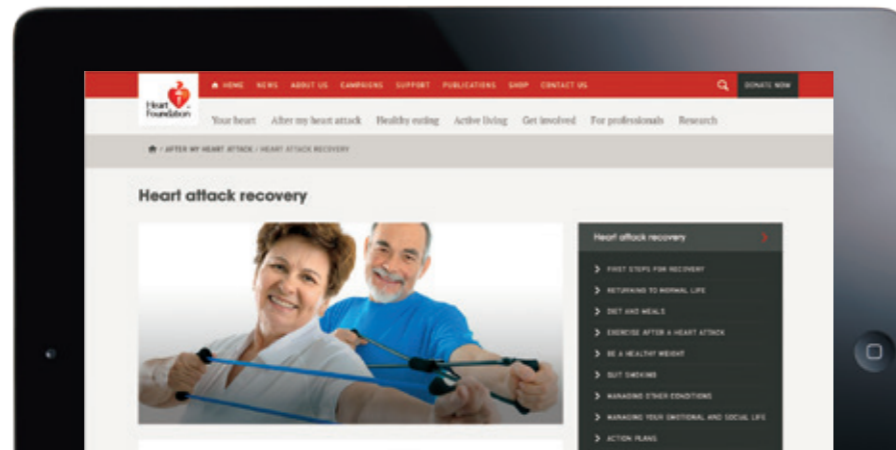 HOME NEWS ABOUT US CAMPAIGNS SUPPORT PUBLICATIONS SHOP CONTACT US DONATE NOW
Heart
Foundation
Your heart After my heart attack Healthy eating Active living Get involved For professionals Research
/ AFTER MY HEART ATTACK / HEART ATTACK RECOVERY
Heart attack recovery
Heart attack recovery
FIRST STEPS FOR RECOVERY
RETURNING TO NORMAL LIFE
DIET AND MEALS
EXERCISE AFTER A HEART ATTACK
BE A HEALTHY WEIGHT
QUIT SMOKING
MANAGING OTHER CONDITIONS
MANAGING YOUR EMOTIONAL AND SOCIAL LIFE
ACTION PLANS